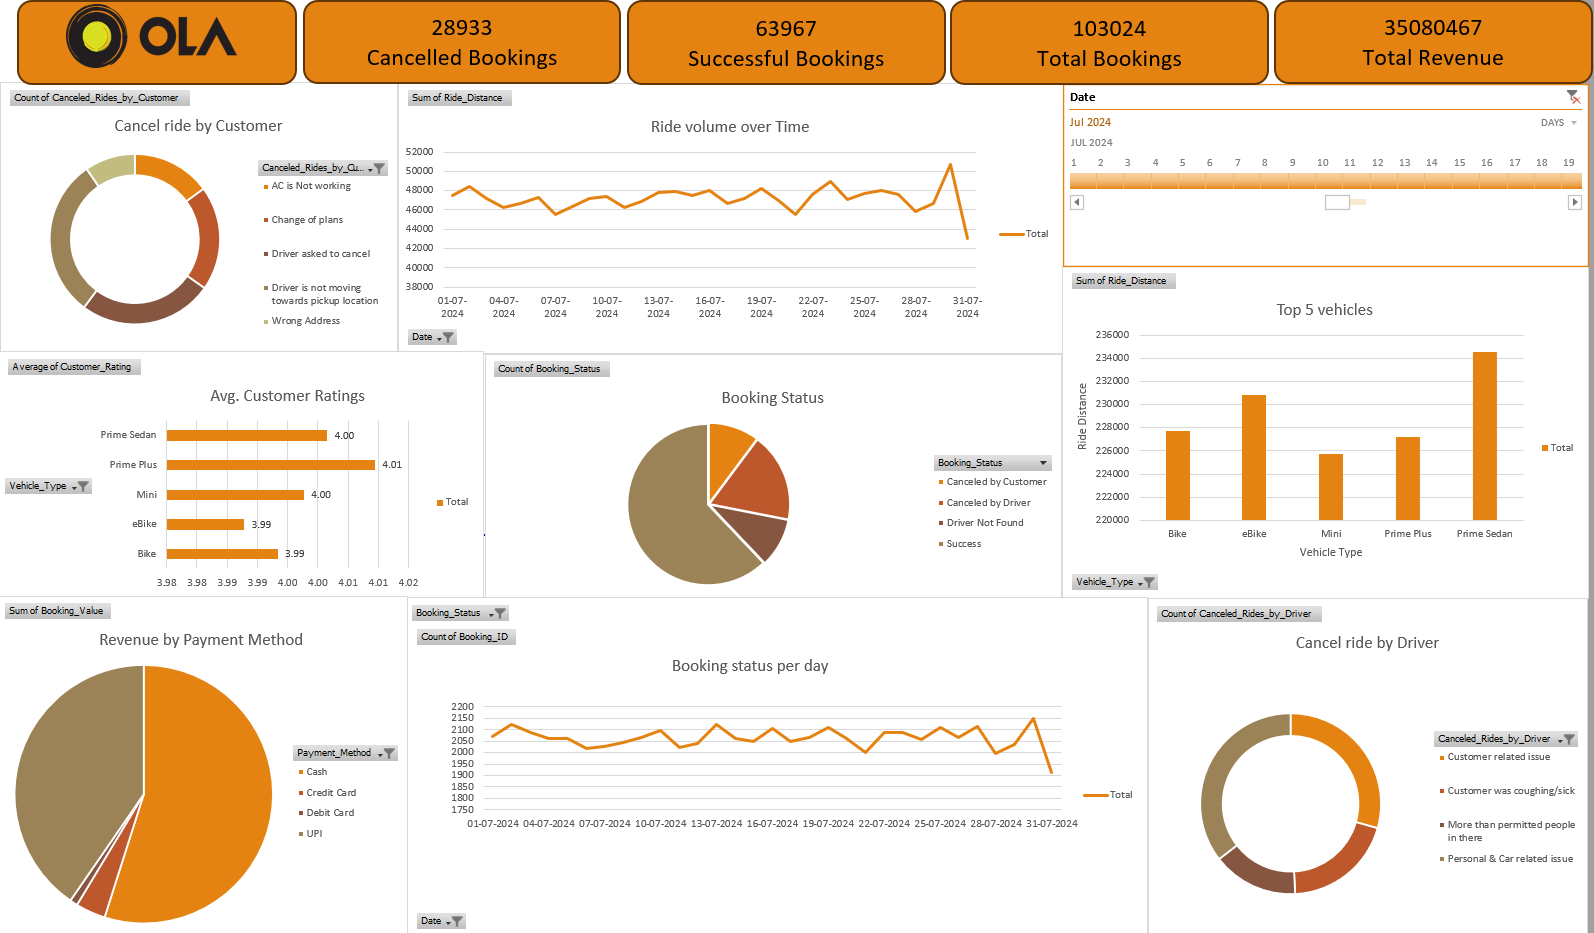 OLA
28933
Cancelled Bookings
63967
Successful Bookings
103024
Total Bookings
35080467
Total Revenue
Count of Canceled_Rides_by_Customer
Cancel ride by Customer
Canceled_Rides_by_Cu...
AC is Not working
Change of plans
Driver asked to cancel
Driver is not moving
towards pickup location
Wrong Address
Sum of Ride_Distance
Ride volume over Time
52000
50000
48000
46000
44000
42000
40000
38000
01-07-
2024
04-07-
2024
07-07-
2024
10-07-
2024
13-07-
2024
16-07-
2024
19-07-
2024
22-07-
2024
25-07-
2024
28-07-
2024
31-07-
2024
Total
Date
Date
Jul 2024
DAYS
JUL 2024
1 2 3 4 5 6 7 8 9 10 11 12 13 14 15 16 17 18 19
Sum of Ride_Distance
Top 5 vehicles
Ride Distance
236000
234000
232000
230000
228000
226000
224000
222000
220000
Bike eBike Mini Prime Plus Prime Sedan
Vehicle Type
Total
Vehicle_Type
Average of Customer_Rating
Avg. Customer Ratings
Vehicle_Type
Prime Sedan 4.00
Prime Plus 4.01
Mini 4.00
eBike 3.99
Bike 3.99
3.98 3.98 3.99 3.99 4.00 4.00 4.01 4.01 4.02
Total
Count of Booking_Status
Booking Status
Booking_Status
Canceled by Customer
Canceled by Driver
Driver Not Found
Success
Sum of Booking_Value
Revenue by Payment Method
Payment_Method
Cash
Credit Card
Debit Card
UPI
Booking_Status
Count of Booking_ID
Booking status per day
2200
2150
2100
2050
2000
1950
1900
1850
1800
1750
01-07-2024 04-07-2024 07-07-2024 10-07-2024 13-07-2024 16-07-2024 19-07-2024 22-07-2024 25-07-2024 28-07-2024 31-07-2024
Total
Date
Count of Canceled_Rides_by_Driver
Cancel ride by Driver
Canceled_Rides_by_Driver
Customer related issue
Customer was coughing/sick
More than permitted people
in there
Personal & Car related issue